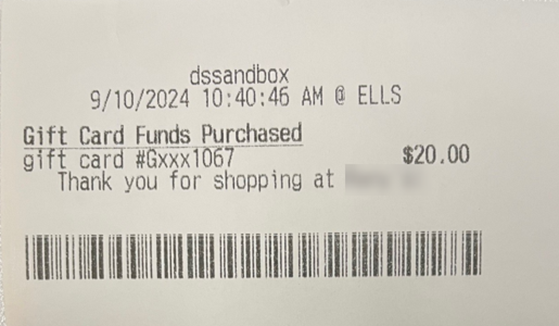 dssandbox
9/10/2024 10:40:46 AM @ ELLS
Gift Card Funds Purchased
gift card #Gxxx1067 $20.00
Thank you for shopping at